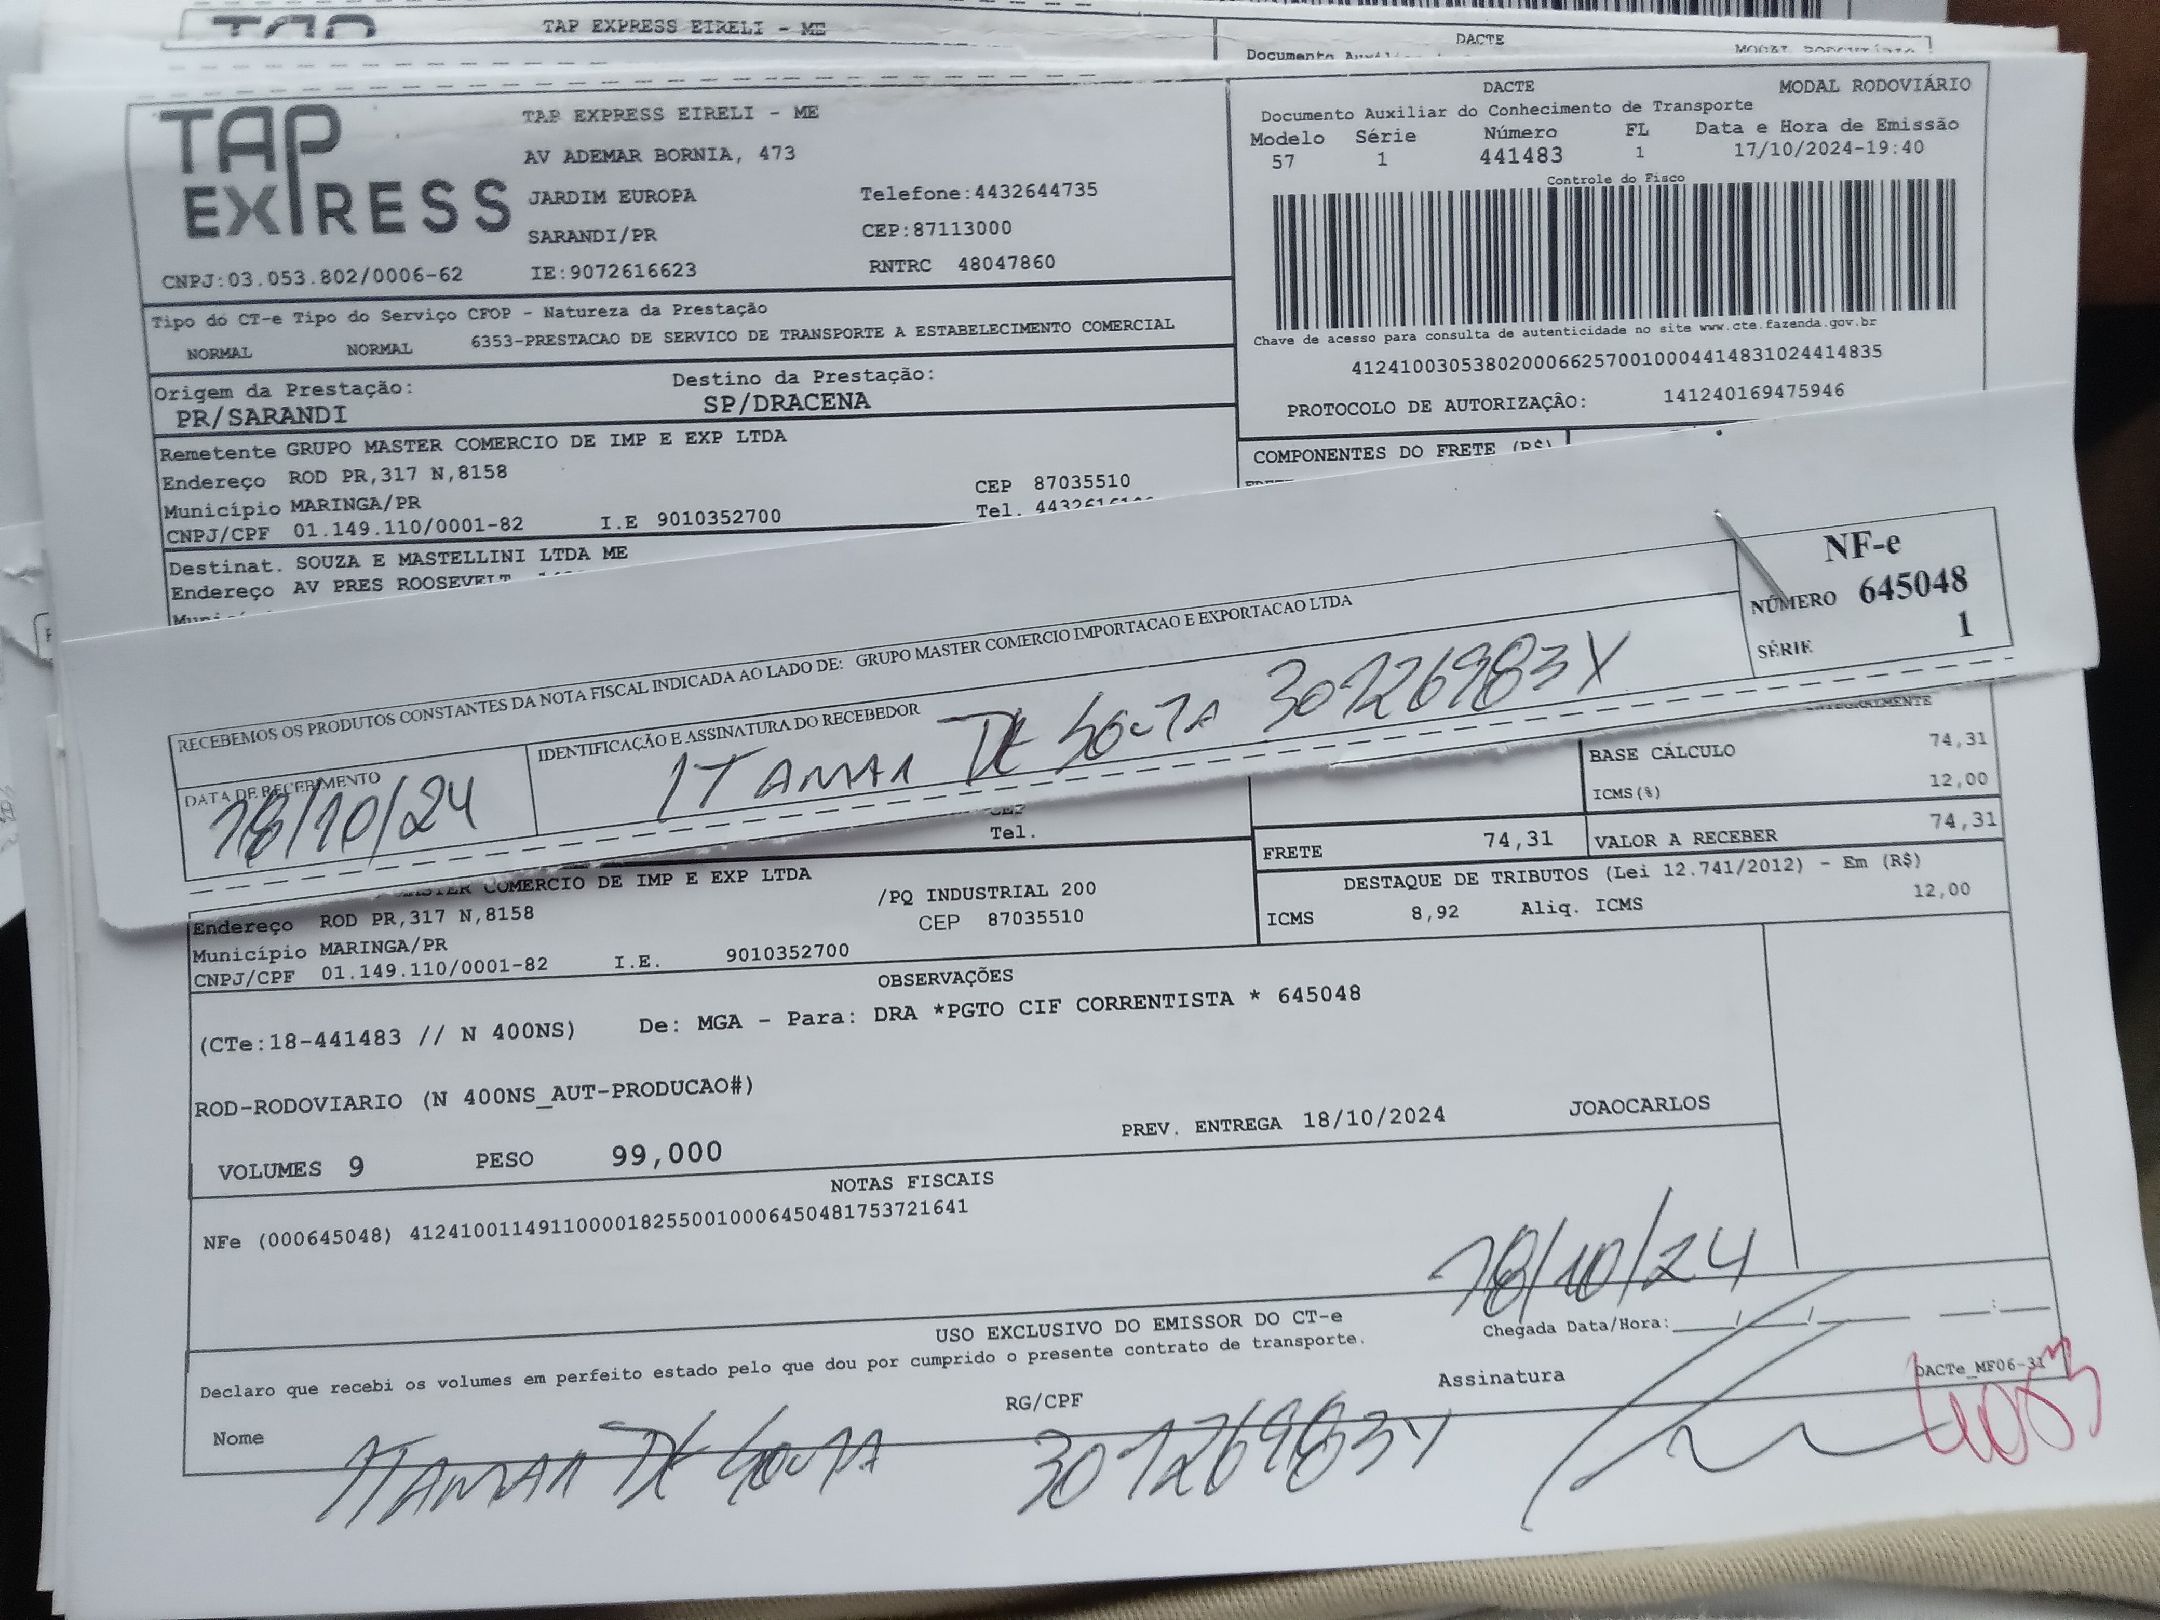 TAP EXPRESS EIRELI - ME
DACTE
MODAL RODOVIÁRIO
TAP EXPRESS
TAP EXPRESS EIRELI - ME
AV ADEMAR BORNIA, 473
JARDIM EUROPA Telefone:4432644735
SARANDI/PR CEP:87113000
CNPJ:03.053.802/0006-62 IE:9072616623 RNTRC 48047860
DACTE MODAL RODOVIÁRIO
Documento Auxiliar do Conhecimento de Transporte
Modelo Série Número FL Data e Hora de Emissão
57 1 441483 1 17/10/2024-19:40
Controle do Fisco
Chave de acesso para consulta de autenticidade no site www.cte.fazenda.gov.br
41241003053802000662570010004414831024414835
PROTOCOLO DE AUTORIZAÇÃO: 141240169475946
Tipo do CT-e Tipo do Serviço CFOP - Natureza da Prestação
NORMAL NORMAL 6353-PRESTACAO DE SERVICO DE TRANSPORTE A ESTABELECIMENTO COMERCIAL
Origem da Prestação: Destino da Prestação:
PR/SARANDI SP/DRACENA
Remetente GRUPO MASTER COMERCIO DE IMP E EXP LTDA
Endereço ROD PR,317 N,8158
Município MARINGA/PR CEP 87035510
CNPJ/CPF 01.149.110/0001-82 I.E 9010352700 Tel.
COMPONENTES DO FRETE (R$)
Destinat. SOUZA E MASTELLINI LTDA ME
Endereço AV PRES ROOSEVELT
RECEBEMOS OS PRODUTOS CONSTANTES DA NOTA FISCAL INDICADA AO LADO DE: GRUPO MASTER COMERCIO IMPORTACAO E EXPORTACAO LTDA
NF-e
NÚMERO 645048
SÉRIE 1
DATA DE RECEBIMENTO IDENTIFICAÇÃO E ASSINATURA DO RECEBEDOR
18/10/24 ITAMAR DE SOUZA 30126983X
BASE CÁLCULO 74,31
ICMS(%) 12,00
Tel.
FRETE 74,31 VALOR A RECEBER 74,31
DESTAQUE DE TRIBUTOS (Lei 12.741/2012) - Em (R$)
ICMS 8,92 Aliq. ICMS 12,00
MASTER COMERCIO DE IMP E EXP LTDA
Endereço ROD PR,317 N,8158 /PQ INDUSTRIAL 200
Município MARINGA/PR CEP 87035510
CNPJ/CPF 01.149.110/0001-82 I.E. 9010352700
OBSERVAÇÕES
(CTe:18-441483 // N 400NS) De: MGA - Para: DRA *PGTO CIF CORRENTISTA * 645048
ROD-RODOVIARIO (N 400NS_AUT-PRODUCAO#)
VOLUMES 9 PESO 99,000 PREV. ENTREGA 18/10/2024 JOAOCARLOS
NOTAS FISCAIS
NFe (000645048) 41241001149110000182550010006450481753721641
18/10/24
USO EXCLUSIVO DO EMISSOR DO CT-e
Chegada Data/Hora:___/___/___ ___:___
Declaro que recebi os volumes em perfeito estado pelo que dou por cumprido o presente contrato de transporte.
DACTe_MF06-31
Nome RG/CPF Assinatura
ITAMAR DE SOUZA 30126983X